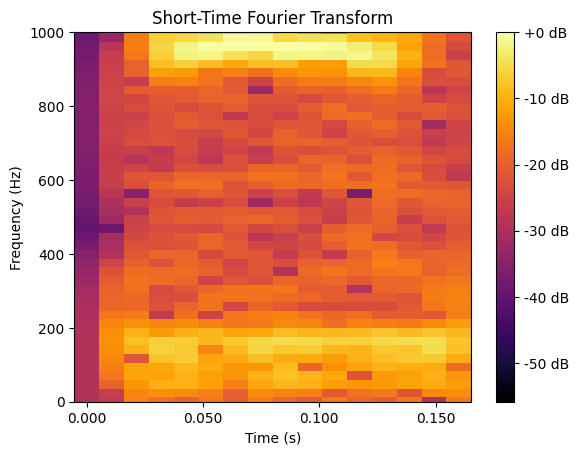 Short-Time Fourier Transform
1000
800
600
400
200
0
Frequency (Hz)
0.000
0.050
0.100
0.150
Time (s)
+0 dB
-10 dB
-20 dB
-30 dB
-40 dB
-50 dB